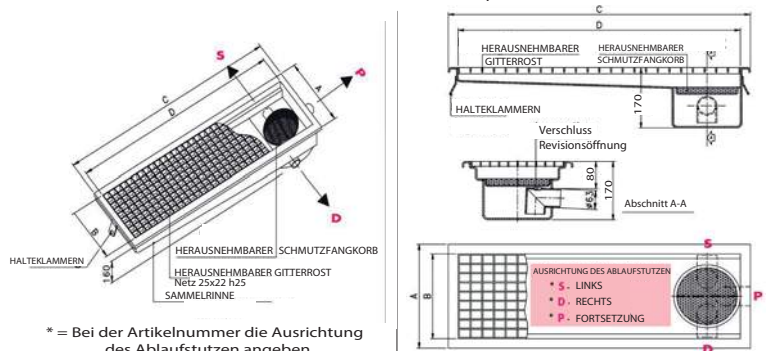 S
P
C
D
A
B
D
HALTEKLAMMERN
160
HERAUSNEHMBARER SCHMUTZFANGKORB
HERAUSNEHMBARER GITTERROST
Netz 25x22 h25
SAMMELRINNE
* = Bei der Artikelnummer die Ausrichtung
des Ablaufstutzen angeben
C
D
HERAUSNEHMBARER
GITTERROST
HERAUSNEHMBARER
SCHMUTZFANGKORB
HALTEKLAMMERN
170
Verschluss
Revisionsöffnung
80
170
ø63
Abschnitt A-A
S
A
B
AUSRICHTUNG DES ABLAUFSTUTZEN
* S - LINKS
* D - RECHTS
* P - FORTSETZUNG
P
D